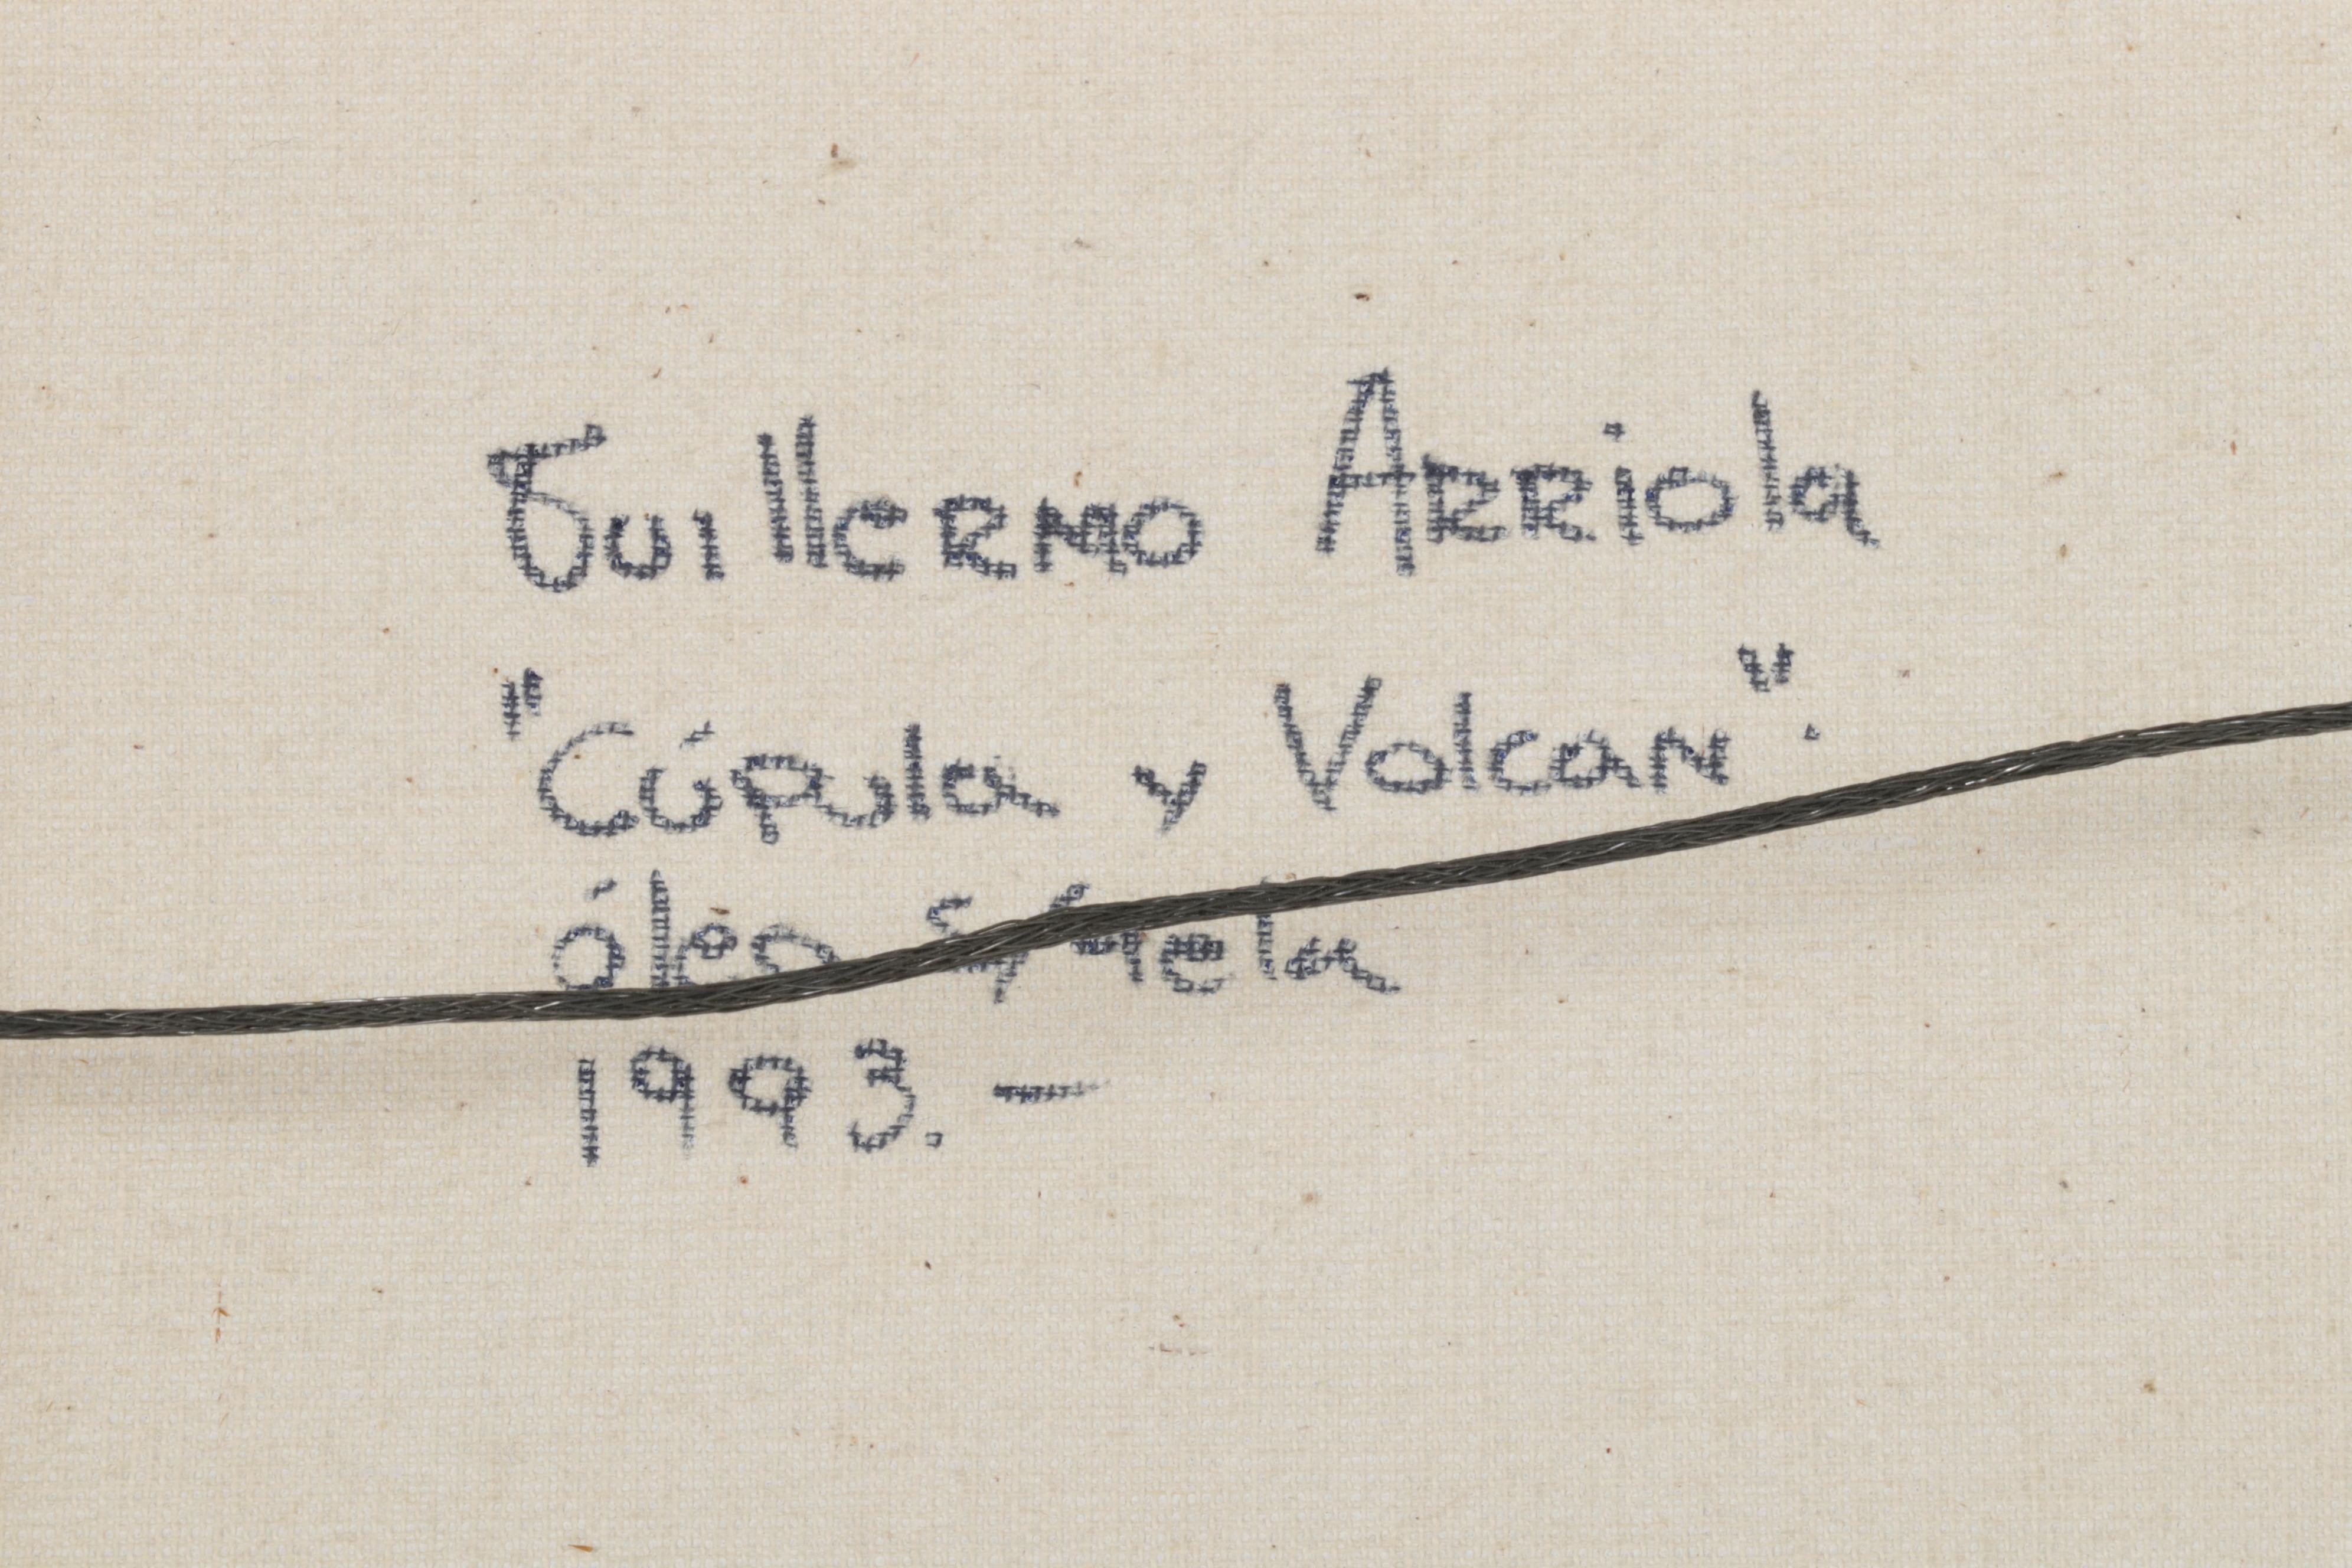 Guillermo Arriola
"Cúpula y Volcan".
óleo S/tela
1993.—